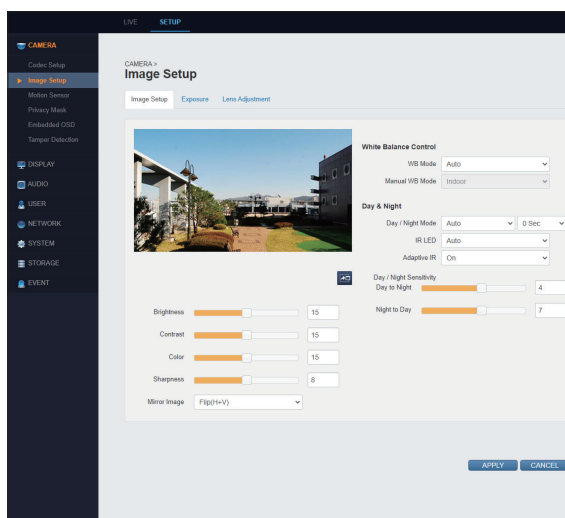 LIVE SETUP
CAMERA
Codec Setup
Image Setup
Motion Sensor
Privacy Mask
Embedded OSD
Tamper Detection
DISPLAY
AUDIO
USER
NETWORK
SYSTEM
STORAGE
EVENT
CAMERA >
Image Setup
Image Setup Exposure Lens Adjustment
White Balance Control
WB Mode Auto
Manual WB Mode Indoor
Day & Night
Day / Night Mode Auto 0 Sec
IR LED Auto
Adaptive IR On
Day / Night Sensitivity
Day to Night 4
Night to Day 7
Brightness 15
Contrast 15
Color 15
Sharpness 8
Mirror Image Flip(H+V)
APPLY CANCEL